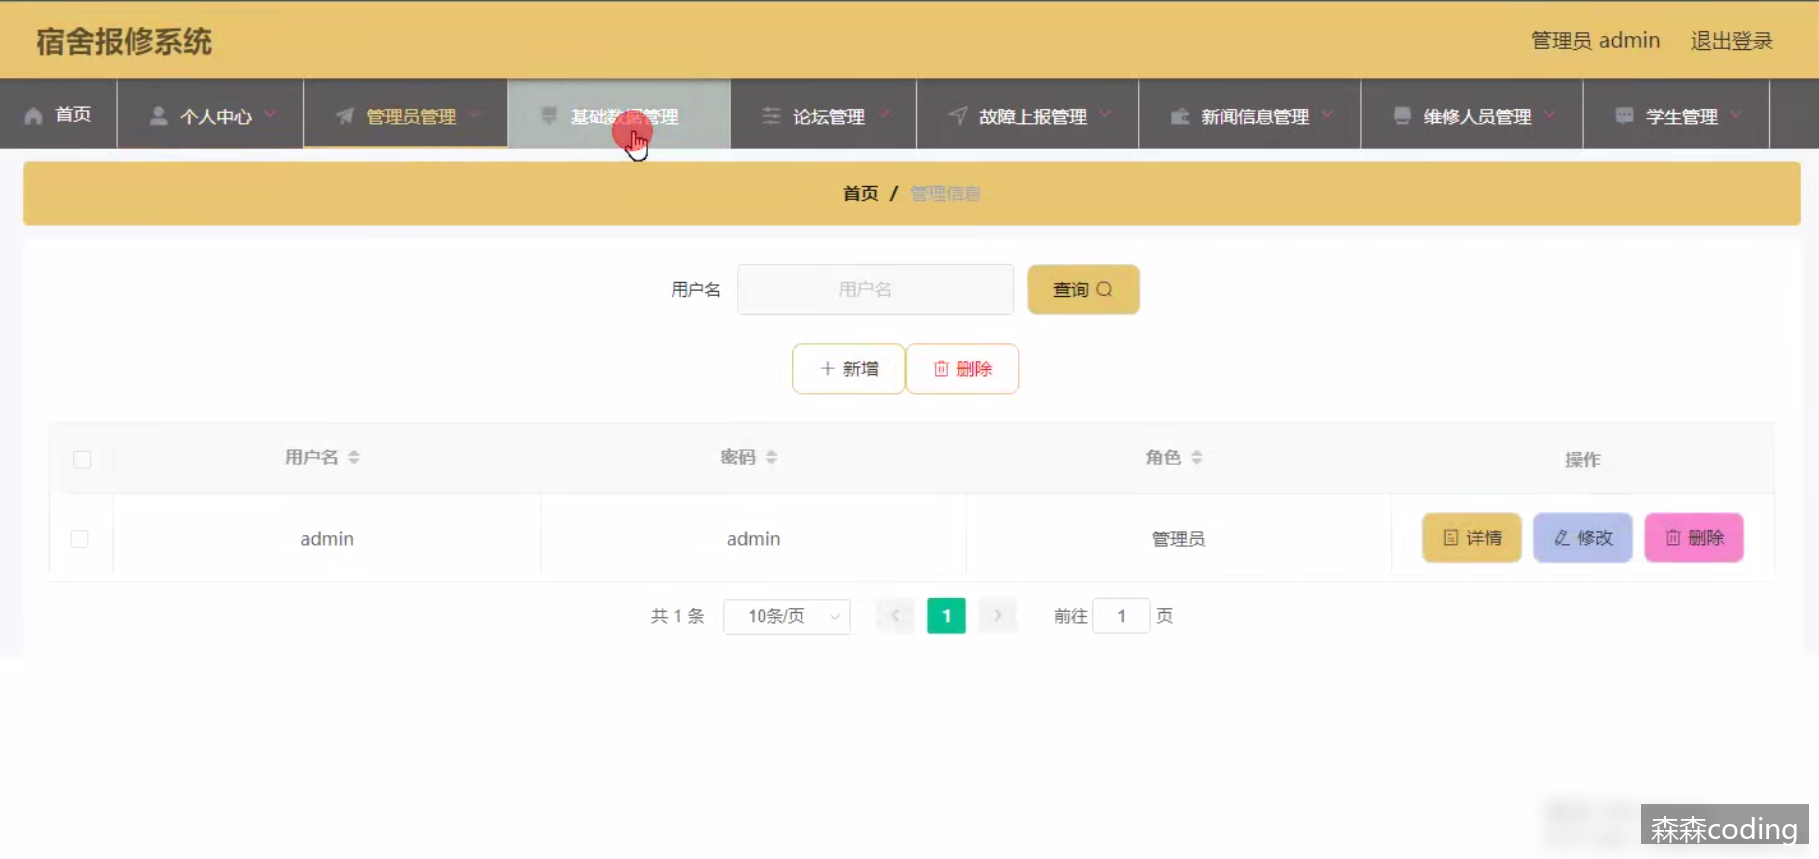 宿舍报修系统
管理员 admin 退出登录
首页 个人中心 管理员管理 基础数据管理 论坛管理 故障上报管理 新闻信息管理 维修人员管理 学生管理
首页 / 管理信息
用户名 用户名 查询
新增 删除
用户名 密码 角色 操作
admin admin 管理员 详情 修改 删除
共 1 条 10条/页 1 前往 1 页
森森coding